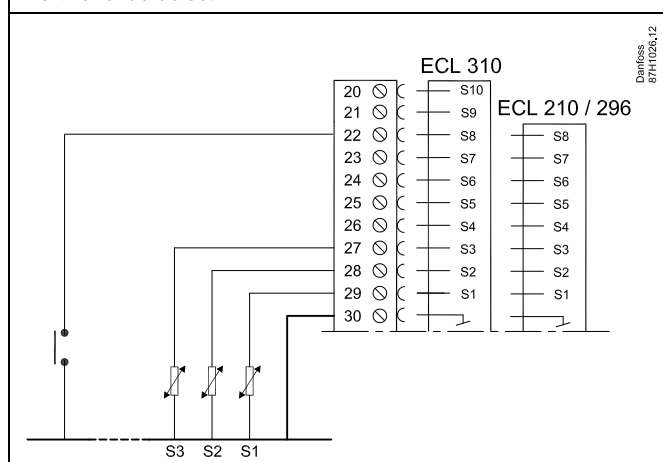 Danfoss
87H1026.12
ECL 310
ECL 210 / 296
20 S10
21 S9
22 S8 S8
23 S7 S7
24 S6 S6
25 S5 S5
26 S4 S4
27 S3 S3
28 S2 S2
29 S1 S1
30
S3 S2 S1